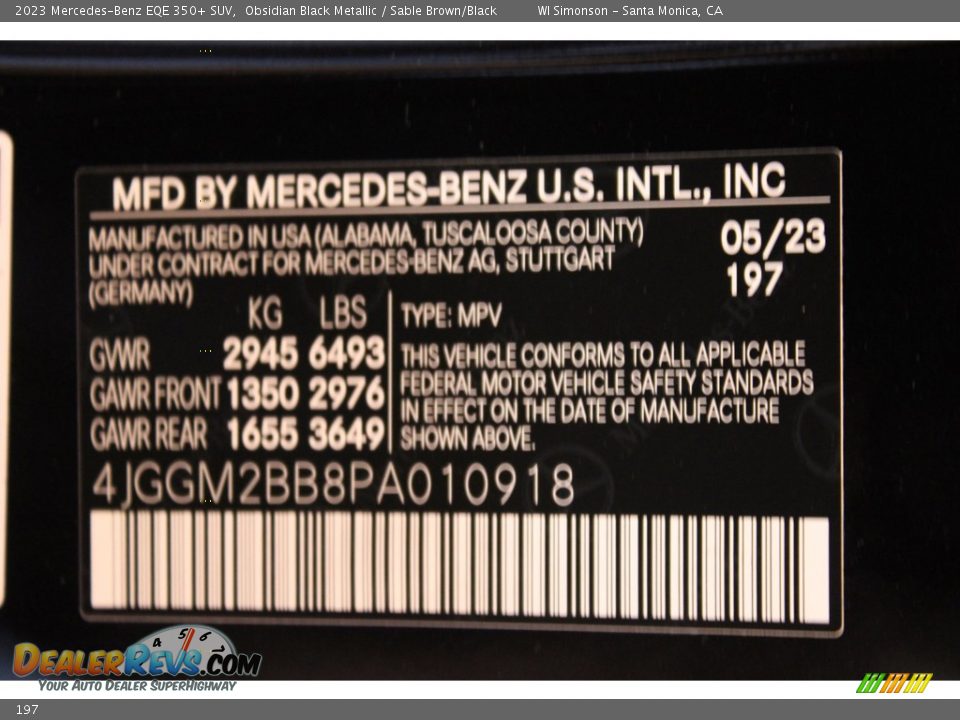 2023 Mercedes-Benz EQE 350+ SUV, Obsidian Black Metallic / Sable Brown/Black WI Simonson - Santa Monica, CA
MFD BY MERCEDES-BENZ U.S. INTL., INC
MANUFACTURED IN USA (ALABAMA, TUSCALOOSA COUNTY)
UNDER CONTRACT FOR MERCEDES-BENZ AG, STUTTGART
(GERMANY)
05/23
197
KG LBS
GVWR 2945 6493
GAWR FRONT 1350 2976
GAWR REAR 1655 3649
TYPE: MPV
THIS VEHICLE CONFORMS TO ALL APPLICABLE
FEDERAL MOTOR VEHICLE SAFETY STANDARDS
IN EFFECT ON THE DATE OF MANUFACTURE
SHOWN ABOVE.
4JGGM2BB8PA010918
4 5 6
DEALERREVS.COM
YOUR AUTO DEALER SUPERHIGHWAY
197